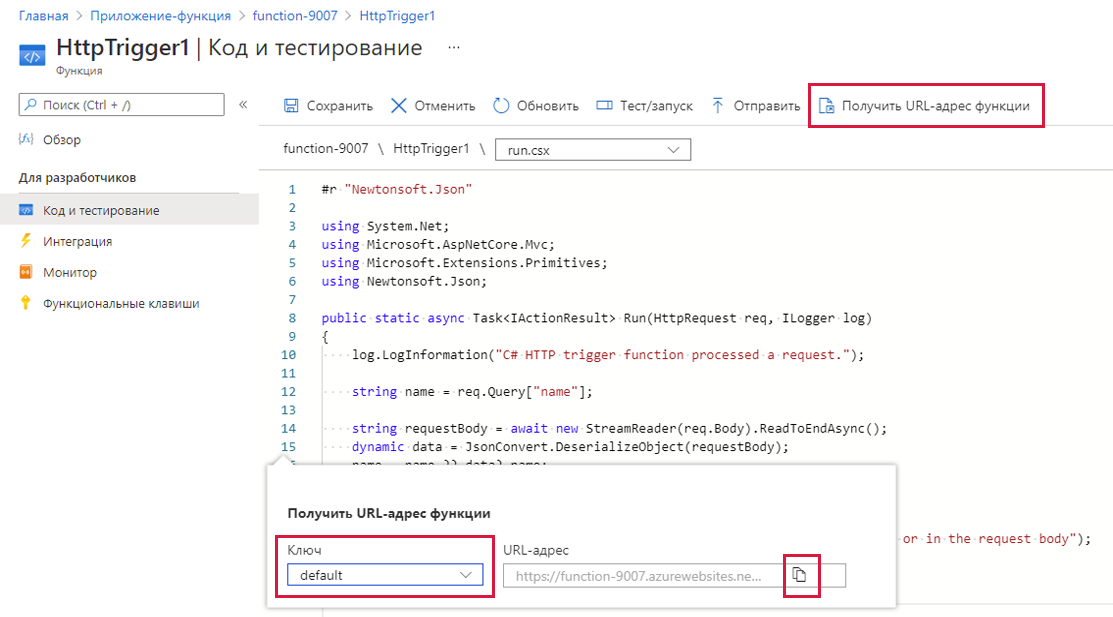 Главная > Приложение-функция > function-9007 > HttpTrigger1
HttpTrigger1 | Код и тестирование ...
Функция
Поиск (Ctrl + /) «
Сохранить Отменить Обновить Тест/запуск Отправить Получить URL-адрес функции
Обзор
Для разработчиков
Код и тестирование
Интеграция
Монитор
Функциональные клавиши
function-9007 \ HttpTrigger1 \ run.csx
1 #r "Newtonsoft.Json"
2
3 using System.Net;
4 using Microsoft.AspNetCore.Mvc;
5 using Microsoft.Extensions.Primitives;
6 using Newtonsoft.Json;
7
8 public static async Task<IActionResult> Run(HttpRequest req, ILogger log)
9 {
10 log.LogInformation("C# HTTP trigger function processed a request.");
11
12 string name = req.Query["name"];
13
14 string requestBody = await new StreamReader(req.Body).ReadToEndAsync();
15 dynamic data = JsonConvert.DeserializeObject(requestBody);
or in the request body");
Получить URL-адрес функции
Ключ URL-адрес
default https://function-9007.azurewebsites.ne...